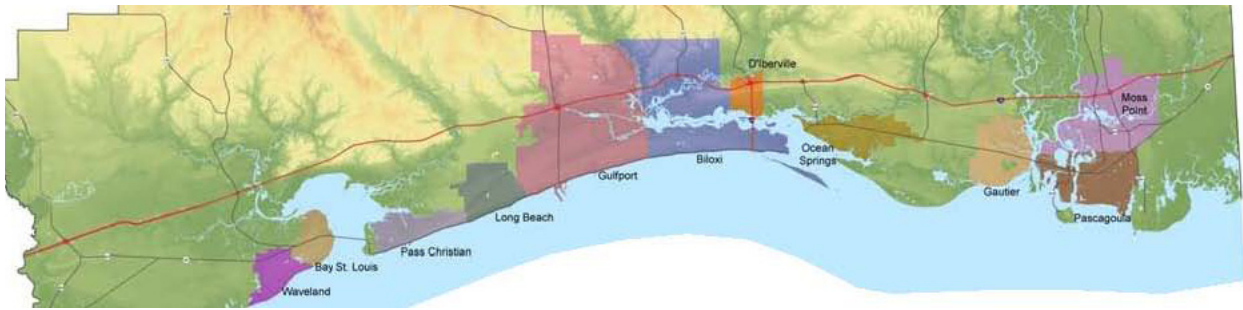 D'Iberville
Moss
Point
Ocean
Springs
Biloxi
Gulfport
Gautier
Long Beach
Pascagoula
Pass Christian
Bay St. Louis
Waveland